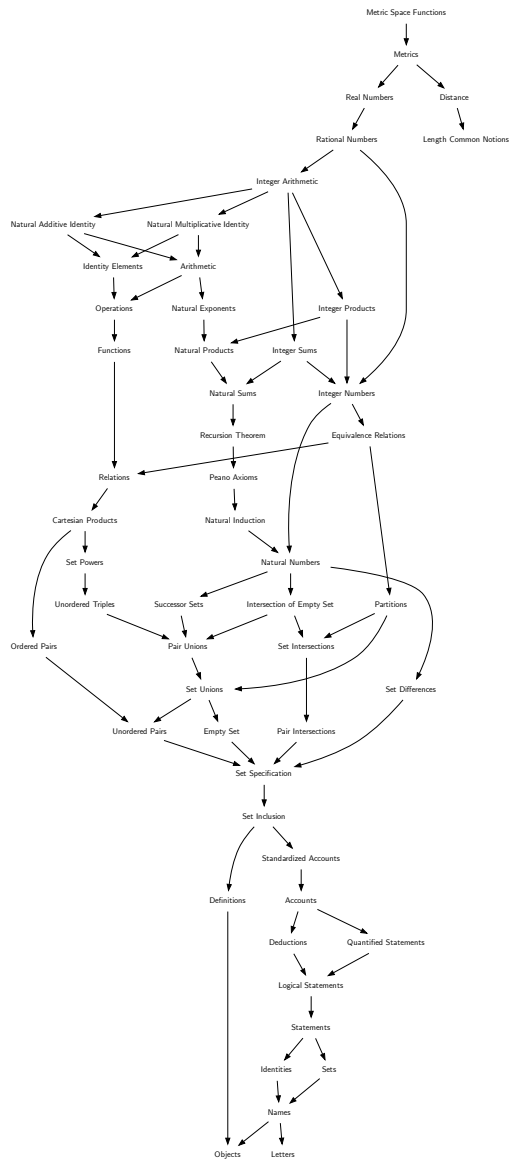 Metric Space Functions
Metrics
Real Numbers
Distance
Rational Numbers
Length Common Notions
Integer Arithmetic
Natural Additive Identity
Natural Multiplicative Identity
Identity Elements
Arithmetic
Operations
Natural Exponents
Integer Products
Functions
Natural Products
Integer Sums
Natural Sums
Integer Numbers
Recursion Theorem
Equivalence Relations
Relations
Peano Axioms
Cartesian Products
Natural Induction
Set Powers
Natural Numbers
Unordered Triples
Successor Sets
Intersection of Empty Set
Partitions
Ordered Pairs
Pair Unions
Set Intersections
Set Unions
Set Differences
Unordered Pairs
Empty Set
Pair Intersections
Set Specification
Set Inclusion
Standardized Accounts
Definitions
Accounts
Deductions
Quantified Statements
Logical Statements
Statements
Identities
Sets
Names
Objects
Letters